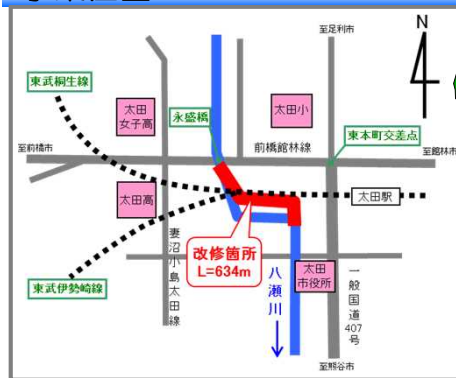 至足利市
N
東武桐生線
太田
女子高
永盛橋
太田小
東本町交差点
至前橋市
前橋館林線
至館林市
太田高
太田駅
改修箇所
L=634m
妻沼小島太田線
東武伊勢崎線
八瀬川
太田
市役所
一般国道407号
至熊谷市